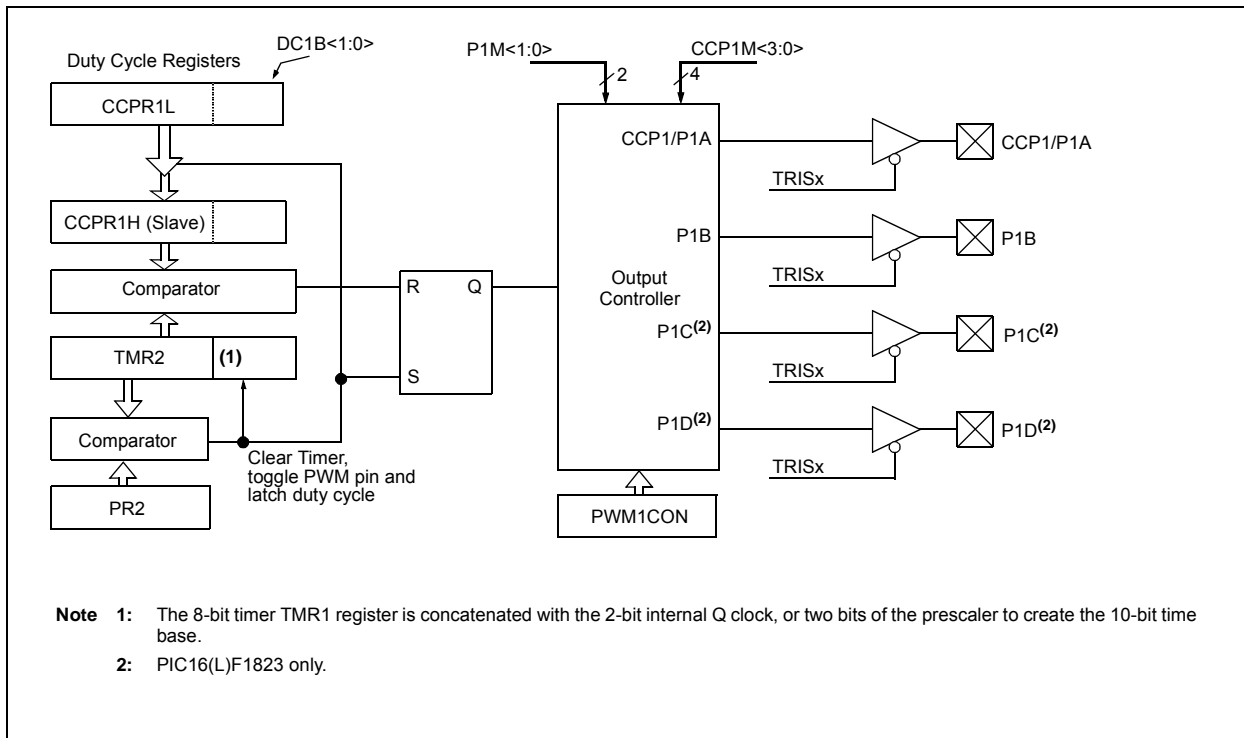 DC1B<1:0>
Duty Cycle Registers
CCPR1L
CCPR1H (Slave)
Comparator
TMR2
(1)
Comparator
PR2
Clear Timer,
toggle PWM pin and
latch duty cycle
R
Q
S
P1M<1:0>
2
CCP1M<3:0>
4
CCP1/P1A
P1B
Output
Controller
P1C(2)
P1D(2)
PWM1CON
TRISx
CCP1/P1A
TRISx
P1B
TRISx
P1C(2)
TRISx
P1D(2)
Note 1: The 8-bit timer TMR1 register is concatenated with the 2-bit internal Q clock, or two bits of the prescaler to create the 10-bit time
base.
2: PIC16(L)F1823 only.